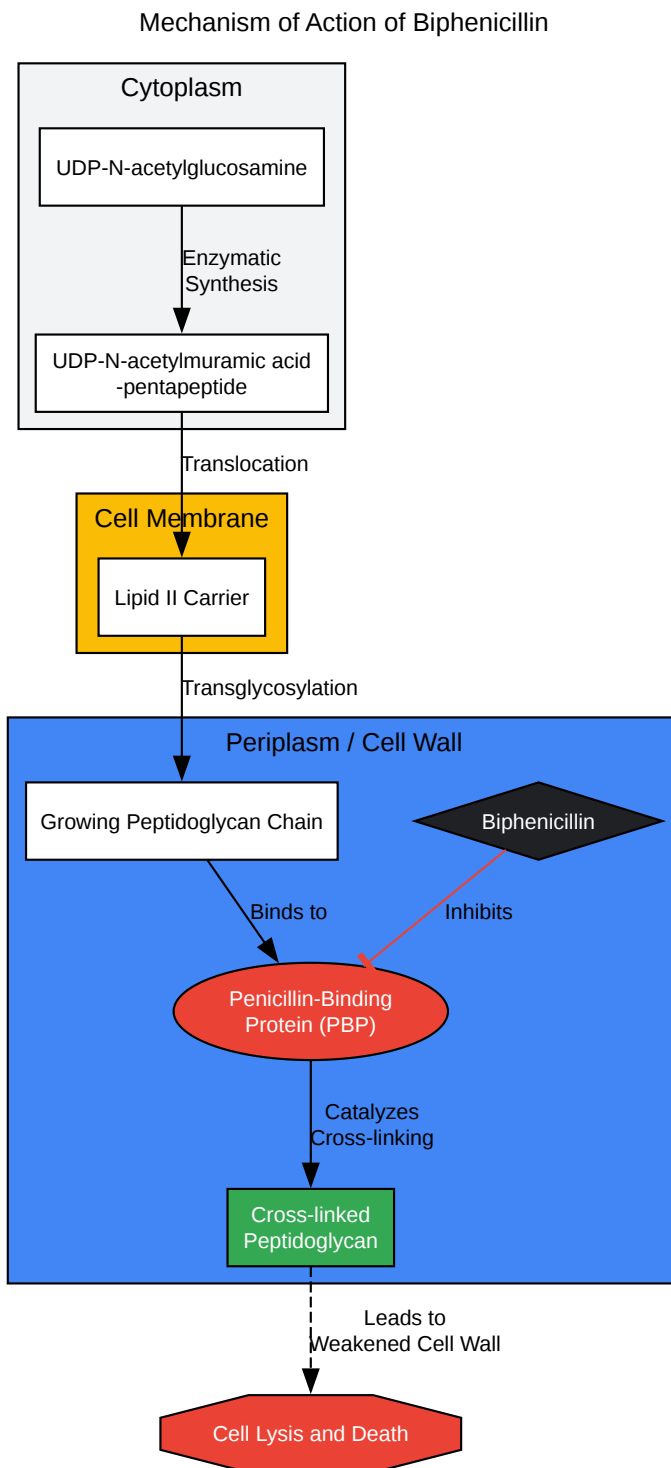 Mechanism of Action of Biphenicillin
Cytoplasm
UDP-N-acetylglucosamine
Enzymatic
Synthesis
UDP-N-acetylmuramic acid
-pentapeptide
Translocation
Cell Membrane
Lipid II Carrier
Transglycosylation
Periplasm / Cell Wall
Growing Peptidoglycan Chain
Biphenicillin
Binds to
Inhibits
Penicillin-Binding
Protein (PBP)
Catalyzes
Cross-linking
Cross-linked
Peptidoglycan
Leads to
Weakened Cell Wall
Cell Lysis and Death